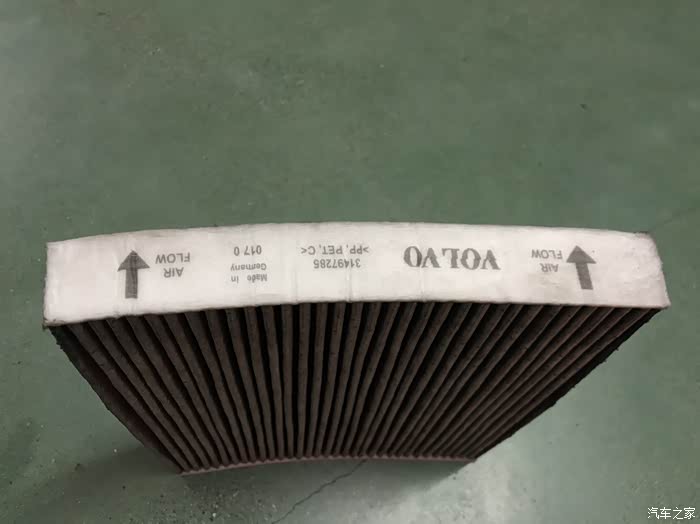 VOLVO
AIR
FLOW
31497285
>PP, PET, C<
Made in
Germany
017 0
AIR
FLOW
汽车之家